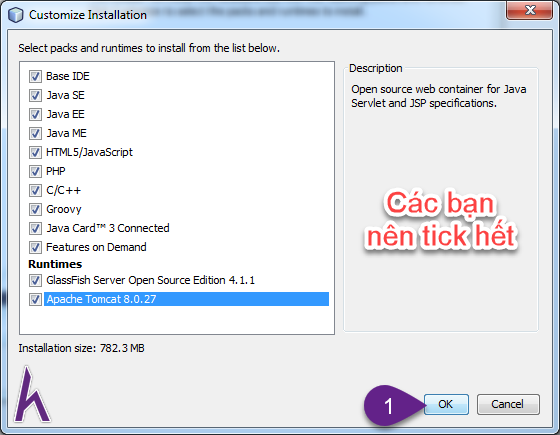 Customize Installation
Select packs and runtimes to install from the list below.
Base IDE
Java SE
Java EE
Java ME
HTML5/JavaScript
PHP
C/C++
Groovy
Java Card™ 3 Connected
Features on Demand
Runtimes
GlassFish Server Open Source Edition 4.1.1
Apache Tomcat 8.0.27
Description
Open source web container for Java
Servlet and JSP specifications.
Các bạn
nên tick hết
Installation size: 782.3 MB
1
OK
Cancel